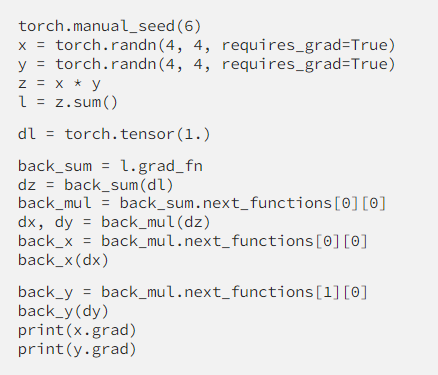 torch.manual_seed(6)
x = torch.randn(4, 4, requires_grad=True)
y = torch.randn(4, 4, requires_grad=True)
z = x * y
l = z.sum()
dl = torch.tensor(1.)
back_sum = l.grad_fn
dz = back_sum(dl)
back_mul = back_sum.next_functions[0][0]
dx, dy = back_mul(dz)
back_x = back_mul.next_functions[0][0]
back_x(dx)
back_y = back_mul.next_functions[1][0]
back_y(dy)
print(x.grad)
print(y.grad)